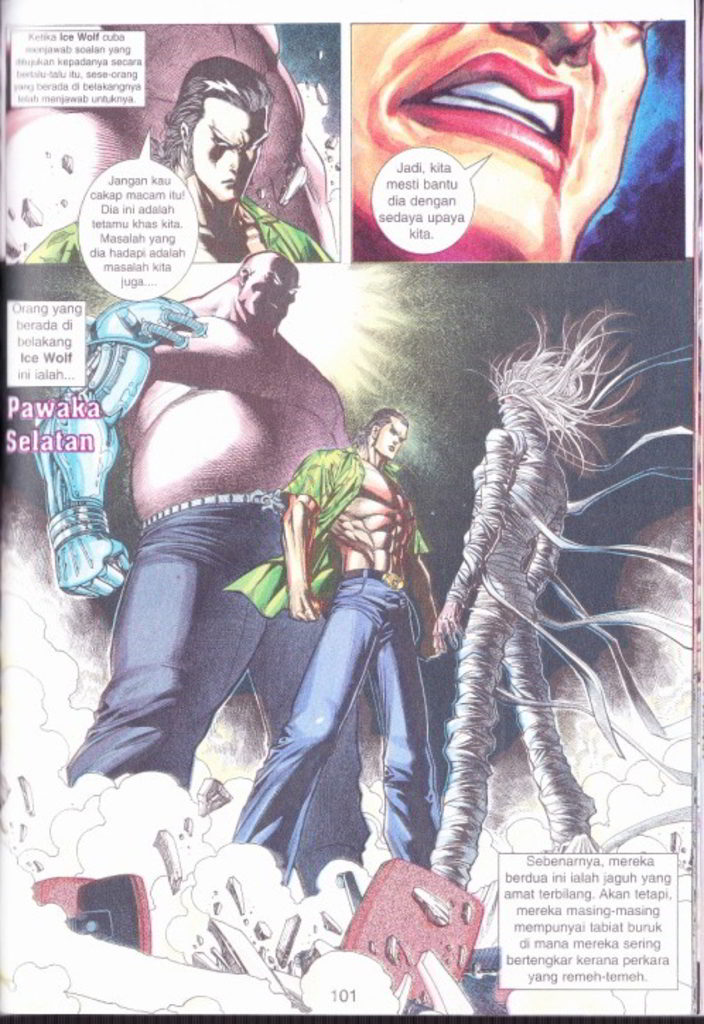 Ketika Ice Wolf cuba
menjawab soalan yang
ditujukan kepadanya secara
bertalu-talu itu, sese-orang
yang berada di belakangnya
telah menjawab untuknya.
Jangan kau
cakap macam itu!
Dia ini adalah
tetamu khas kita.
Masalah yang
dia hadapi adalah
masalah kita
juga....
Jadi, kita
mesti bantu
dia dengan
sedaya upaya
kita.
Orang yang
berada di
belakang
Ice Wolf
ini ialah...
Pawaka
Selatan
Sebenarnya, mereka
berdua ini ialah jaguh yang
amat terbilang. Akan tetapi,
mereka masing-masing
mempunyai tabiat buruk
di mana mereka sering
bertengkar kerana perkara
yang remeh-temeh.
101